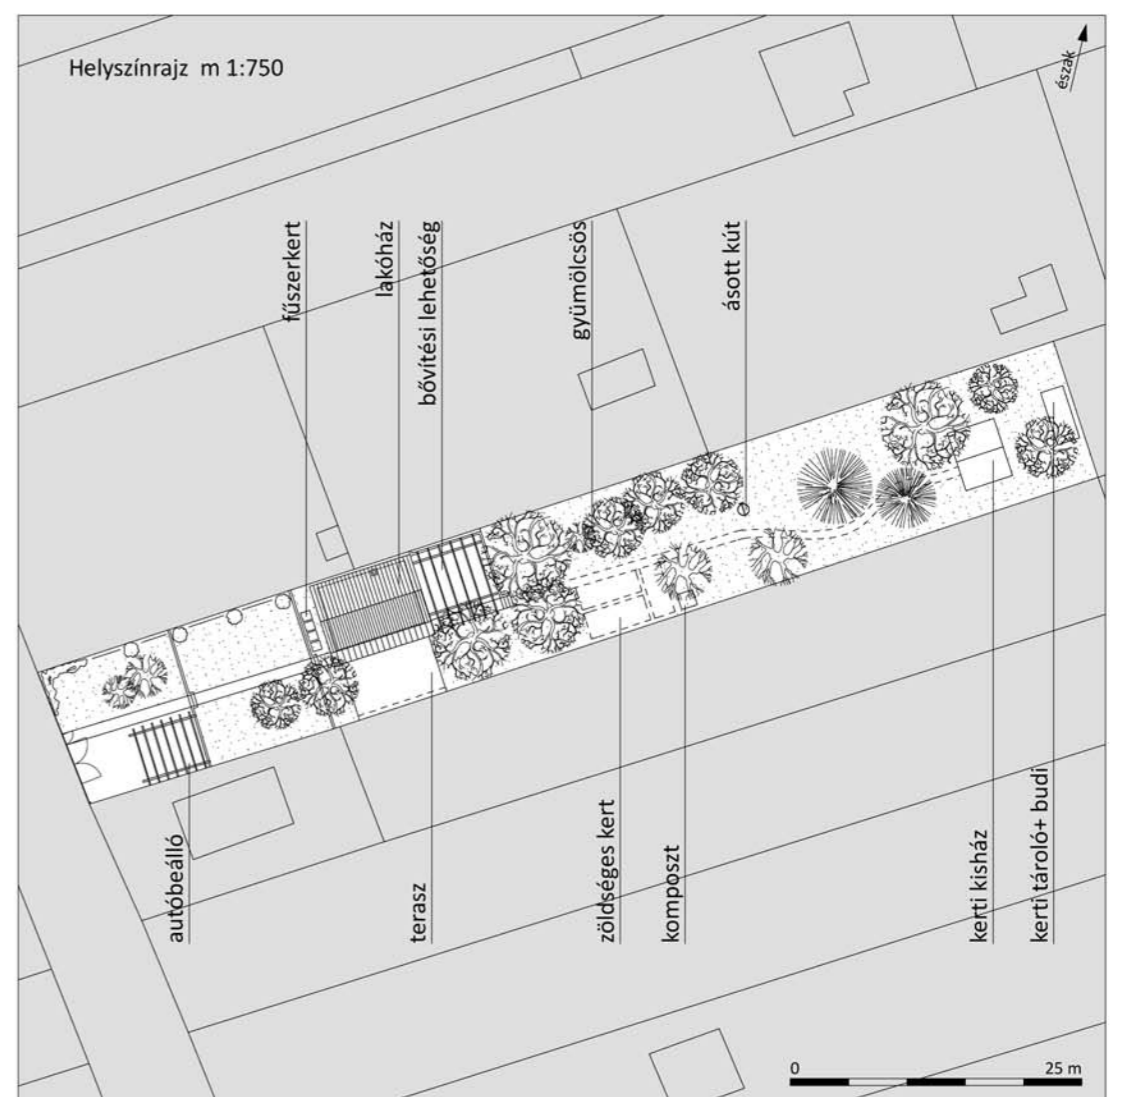 Helyszínrajz m 1:750
észak
fűszerkert
lakóház
bővítési lehetőség
gyümölcsös
ásott kút
autóbeálló
terasz
zöldséges kert
komposzt
kerti kisház
kerti tároló+ budi
0
25 m